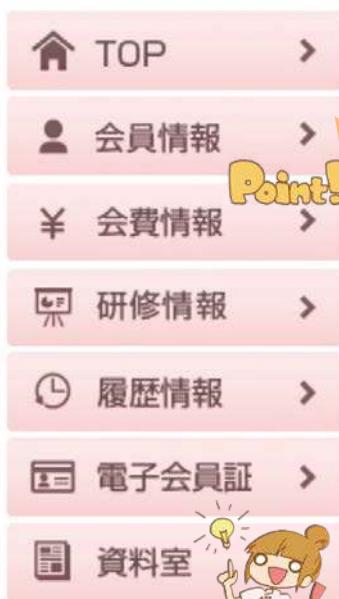 TOP
会員情報
Point!
¥ 会費情報
研修情報
履歴情報
電子会員証
資料室